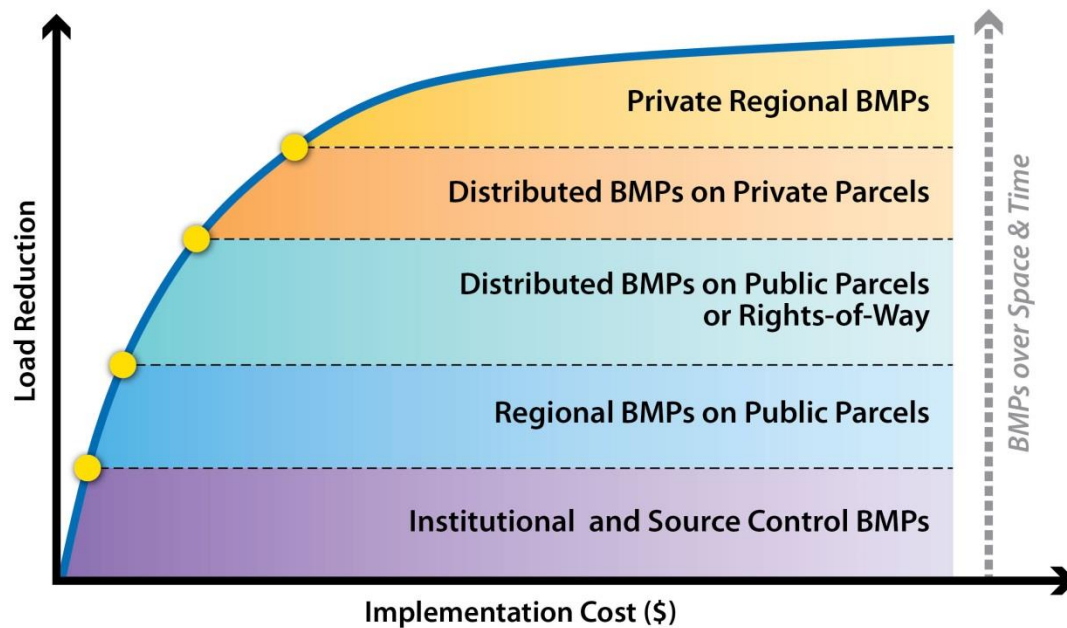 Private Regional BMPs
Distributed BMPs on Private Parcels
Distributed BMPs on Public Parcels
or Rights-of-Way
Regional BMPs on Public Parcels
Institutional and Source Control BMPs
Load Reduction
Implementation Cost ($)
BMPs over Space & Time